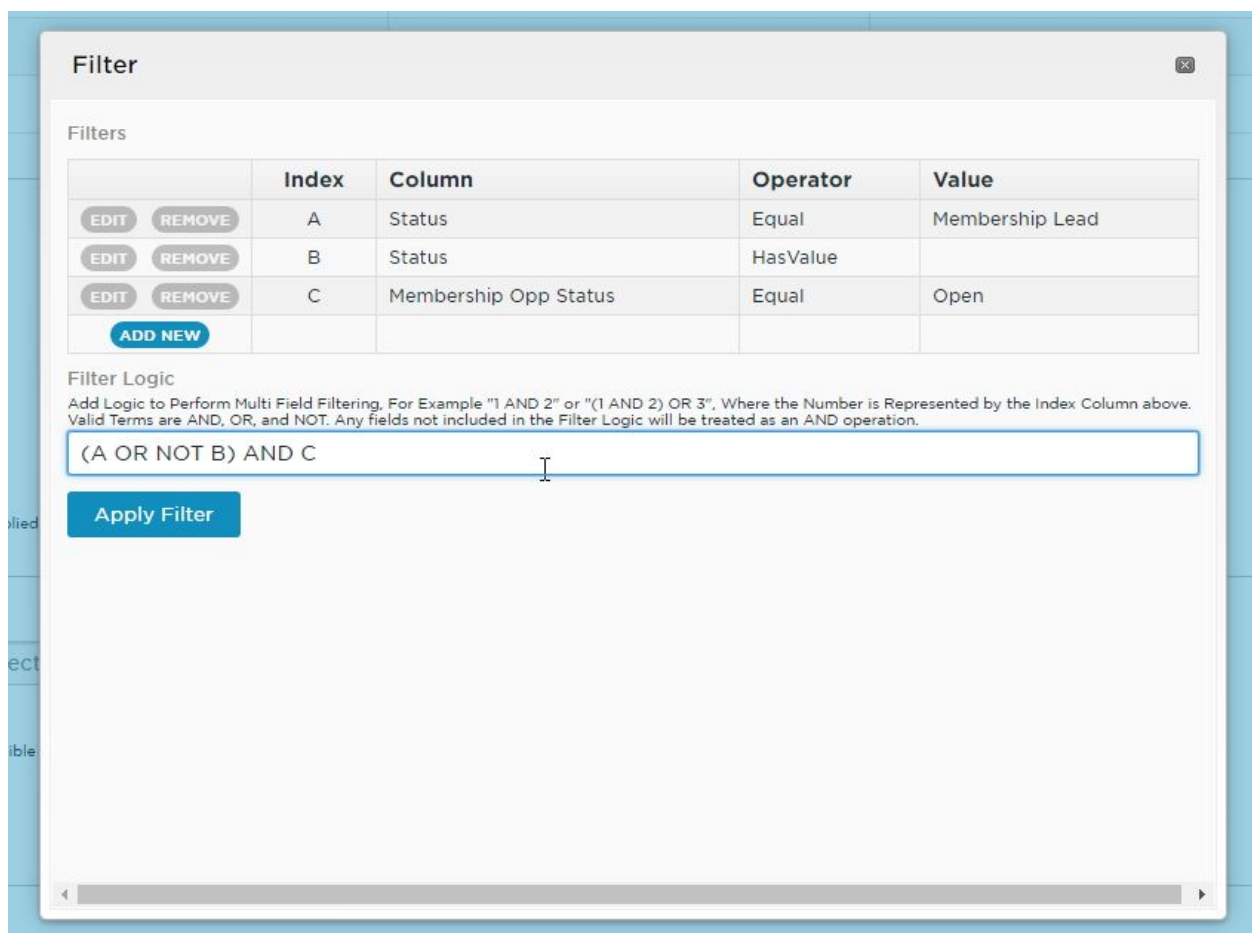 Filter
Filters
Index Column Operator Value
EDIT REMOVE A Status Equal Membership Lead
EDIT REMOVE B Status HasValue
EDIT REMOVE C Membership Opp Status Equal Open
ADD NEW
Filter Logic
Add Logic to Perform Multi Field Filtering, For Example "1 AND 2" or "(1 AND 2) OR 3", Where the Number is Represented by the Index Column above.
Valid Terms are AND, OR, and NOT. Any fields not included in the Filter Logic will be treated as an AND operation.
(A OR NOT B) AND C
Apply Filter